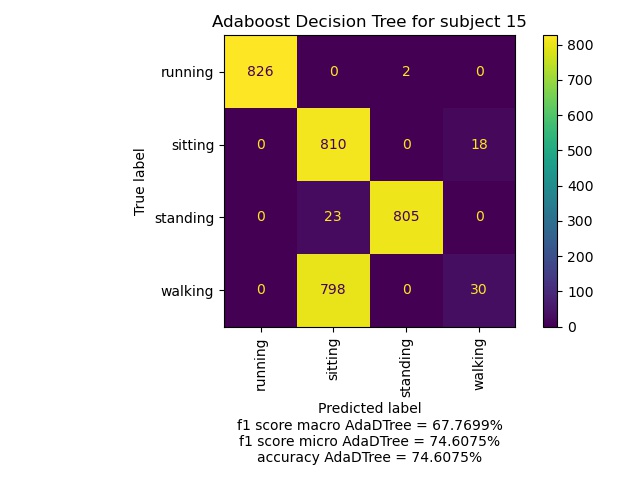 Adaboost Decision Tree for subject 15
running 826 0 2 0
sitting 0 810 0 18
standing 0 23 805 0
walking 0 798 0 30
True label
running sitting standing walking
Predicted label
800
700
600
500
400
300
200
100
0
f1 score macro AdaDTree = 67.7699%
f1 score micro AdaDTree = 74.6075%
accuracy AdaDTree = 74.6075%